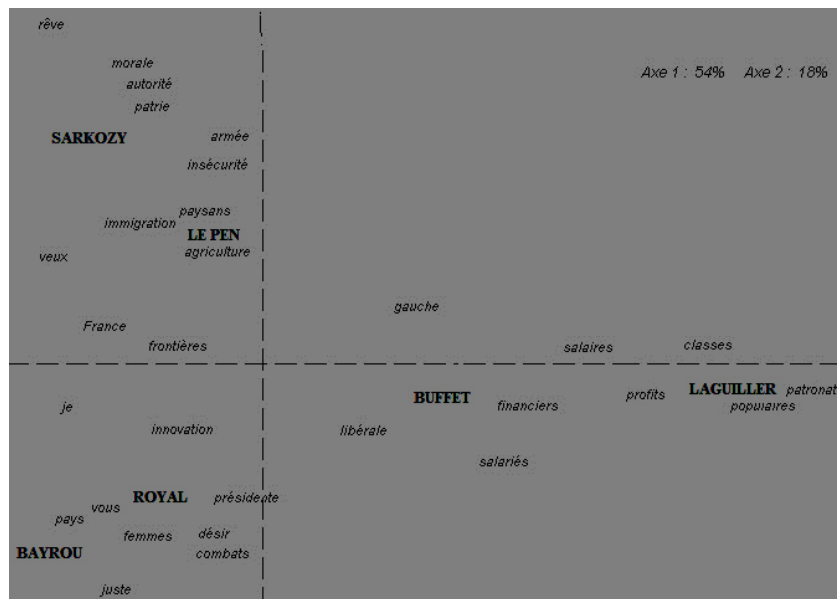 rêve
morale
Axe 1 : 54% Axe 2 : 18%
autorité
patrie
SARKOZY armée
insécurité
paysans
immigration
LE PEN
veux agriculture
gauche
France
frontières salaires classes
BUFFET financiers profits LAGUILLER patronat
je populaires
innovation libérale
salariés
ROYAL présidente
vous
pays
femmes désir
BAYROU combats
juste